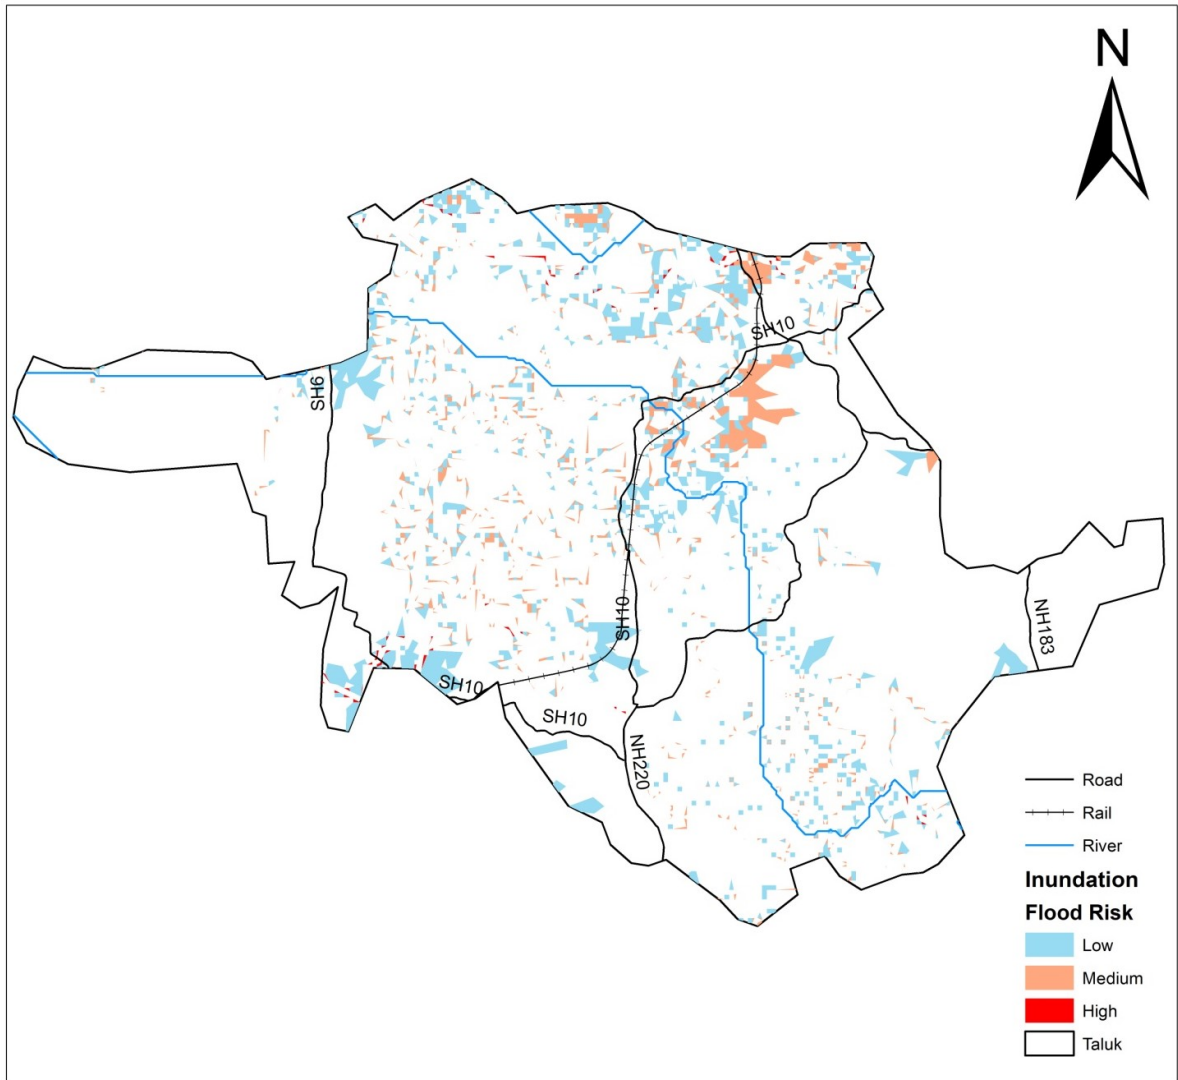 N
SH10
SH6
SH10
NH183
SH10
SH10
NH220
Road
Rail
River
Inundation
Flood Risk
Low
Medium
High
Taluk